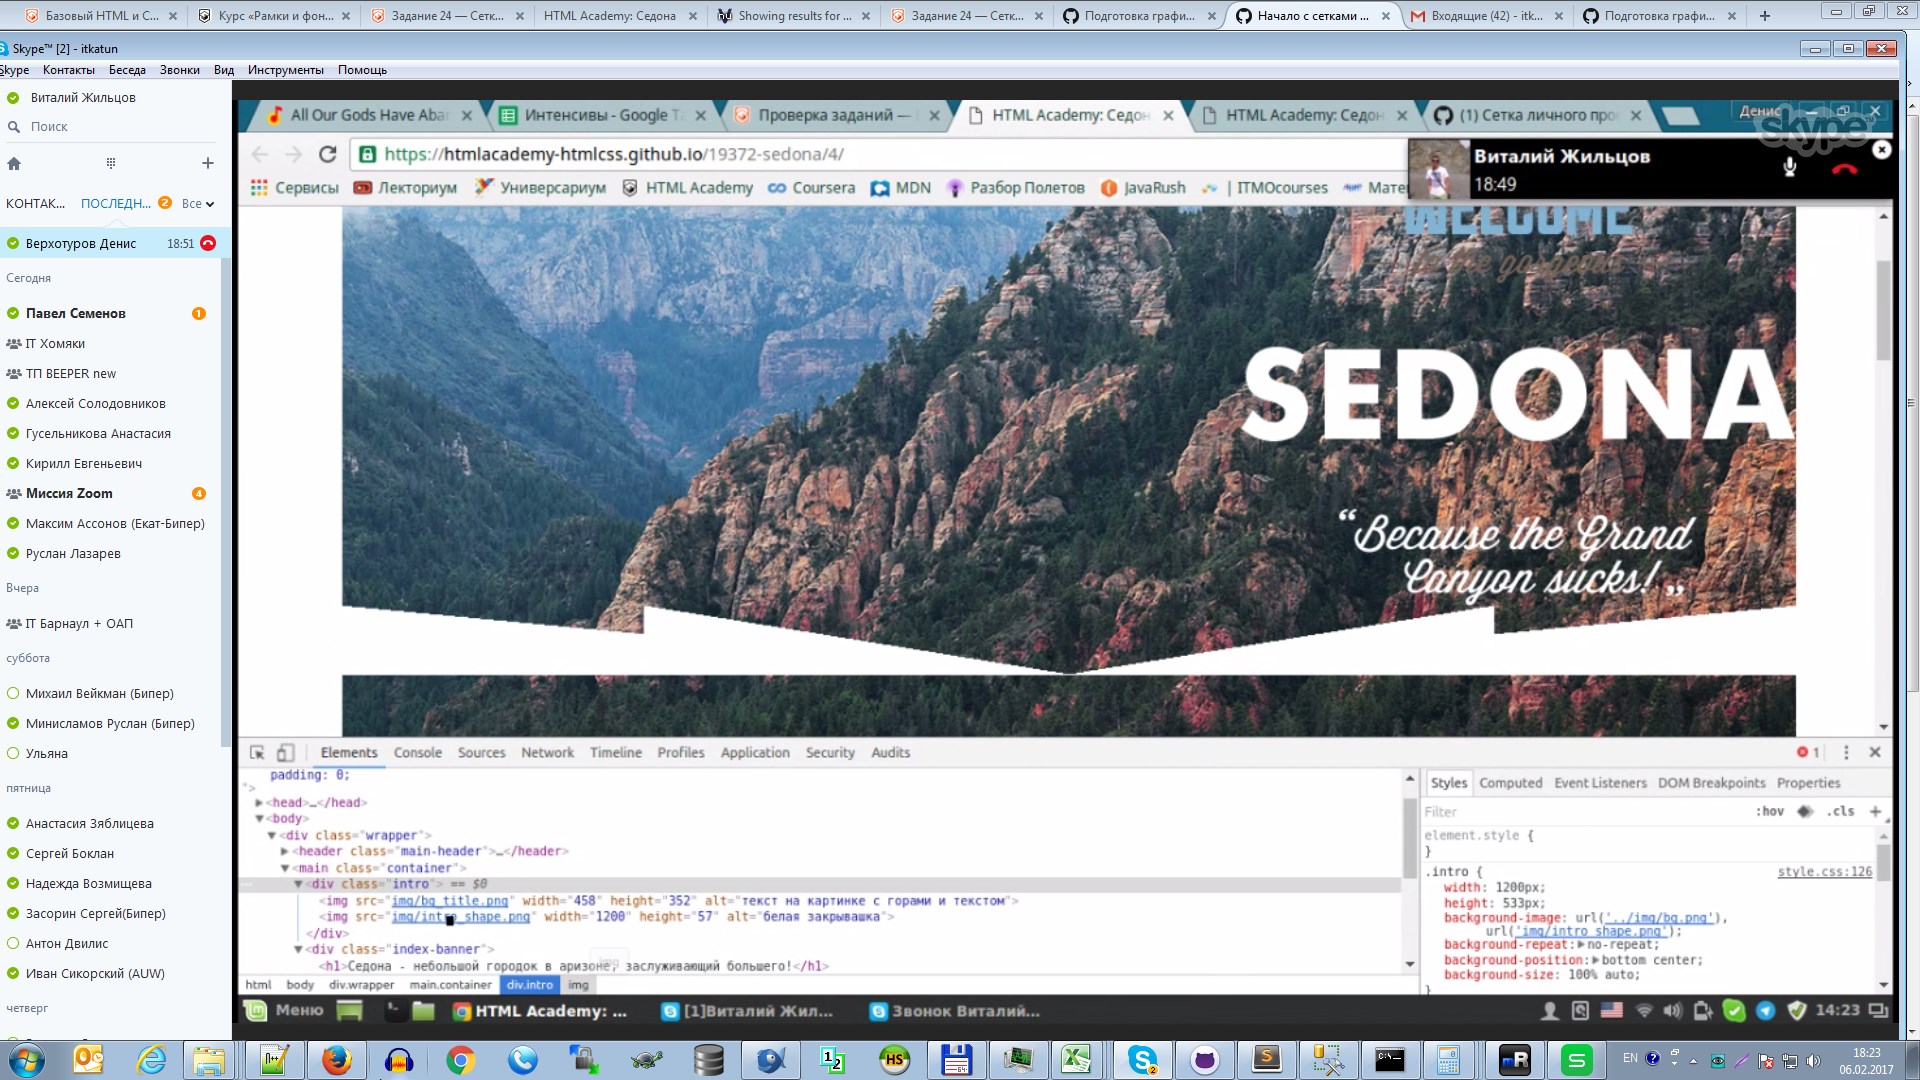 Базовый HTML и C...
Курс «Рамки и фон...
Задание 24 — Сетк...
HTML Academy: Седона
Showing results for ...
Задание 24 — Сетк...
Подготовка графи...
Начало с сетками ...
Входящие (42) - itk...
Подготовка графи...
Skype™ [2] - itkatun
Skype Контакты Беседа Звонки Вид Инструменты Помощь
Виталий Жильцов
Поиск
КОНТАК... ПОСЛЕДН... 2 Все
Верхотуров Денис 18:51
Сегодня
Павел Семенов 1
IT Хомяки
ТП BEEPER new
Алексей Солодовников
Гусельникова Анастасия
Кирилл Евгеньевич
Миссия Zoom 4
Максим Ассонов (Екат-Бипер)
Руслан Лазарев
Вчера
IT Барнаул + ОАП
суббота
Михаил Вейкман (Бипер)
Минисламов Руслан (Бипер)
Ульяна
пятница
Анастасия Зяблицева
Сергей Боклан
Надежда Возмищева
Засорин Сергей(Бипер)
Антон Двилис
Иван Сикорский (AUW)
четверг
All Our Gods Have Aba
Интенсивы - Google Т
Проверка заданий —
HTML Academy: Седон
HTML Academy: Седон
(1) Сетка личного про
Денис
skype
https://htmlacademy-htmlcss.github.io/19372-sedona/4/
Виталий Жильцов
18:49
Сервисы Лекториум Универсариум HTML Academy Coursera MDN Разбор Полетов JavaRush | ITMOcourses Мате
WELCOME
SEDONA
“Because the Grand
Canyon sucks! „
Elements Console Sources Network Timeline Profiles Application Security Audits 1
padding: 0;
">
<head>…</head>
<body>
<div class="wrapper">
<header class="main-header">…</header>
<main class="container">
<div class="intro"> == $0
<img src="img/bg_title.png" width="458" height="352" alt="текст на картинке с горами и текстом">
<img src="img/intro_shape.png" width="1200" height="57" alt="белая закрывашка">
</div>
<div class="index-banner">
<h1>Седона - небольшой городок в аризоне, заслуживающий большего!</h1>
html body div.wrapper main.container div.intro img
Styles Computed Event Listeners DOM Breakpoints Properties
Filter :hov .cls +
element.style {
}
.intro { style.css:126
width: 1200px;
height: 533px;
background-image: url('../img/bg.png'),
url('img/intro_shape.png');
background-repeat: no-repeat;
background-position: bottom center;
background-size: 100% auto;
}
Меню
HTML Academy: ...
[1]Виталий Жил...
Звонок Виталий...
14:23
EN 18:23
06.02.2017